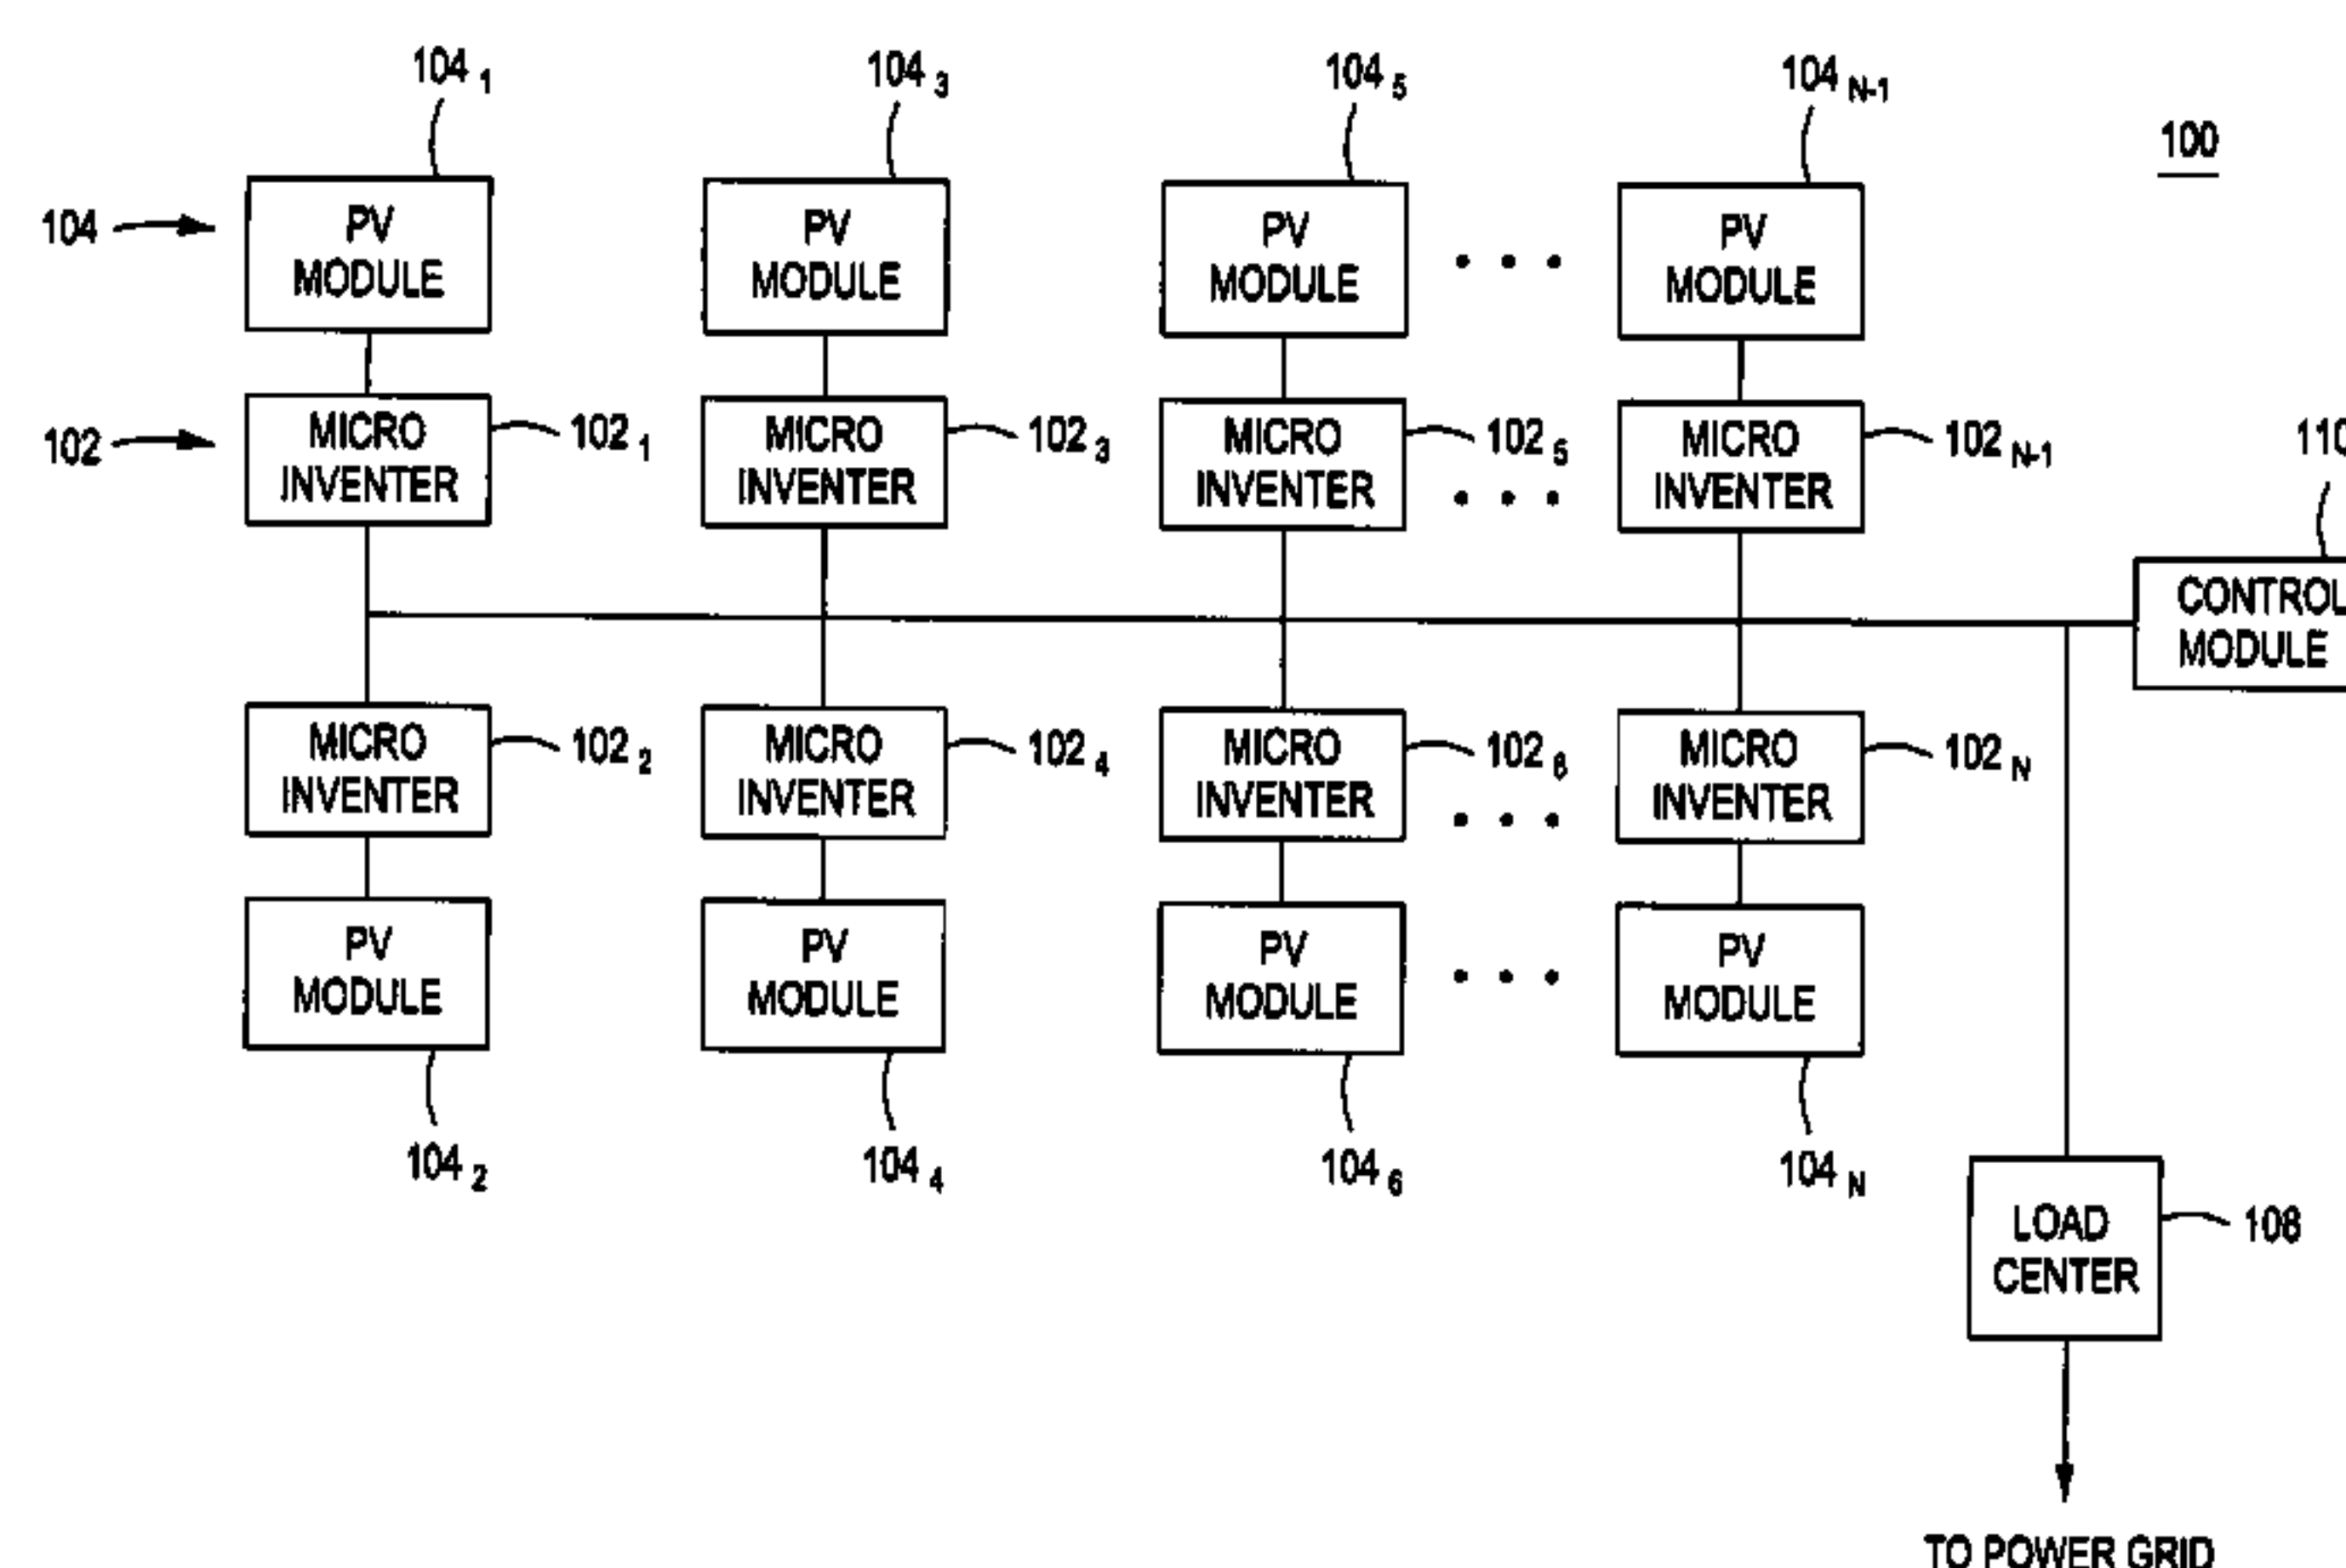 104 1
104 3
104 5
104 N-1
100
104
PV
MODULE
PV
MODULE
PV
MODULE
PV
MODULE
102
MICRO
INVENTER
102 1
MICRO
INVENTER
102 3
MICRO
INVENTER
102 5
MICRO
INVENTER
102 N-1
110
CONTROL
MODULE
MICRO
INVENTER
102 2
MICRO
INVENTER
102 4
MICRO
INVENTER
102 6
MICRO
INVENTER
102 N
PV
MODULE
PV
MODULE
PV
MODULE
PV
MODULE
104 2
104 4
104 6
104 N
LOAD
CENTER
108
TO POWER GRID